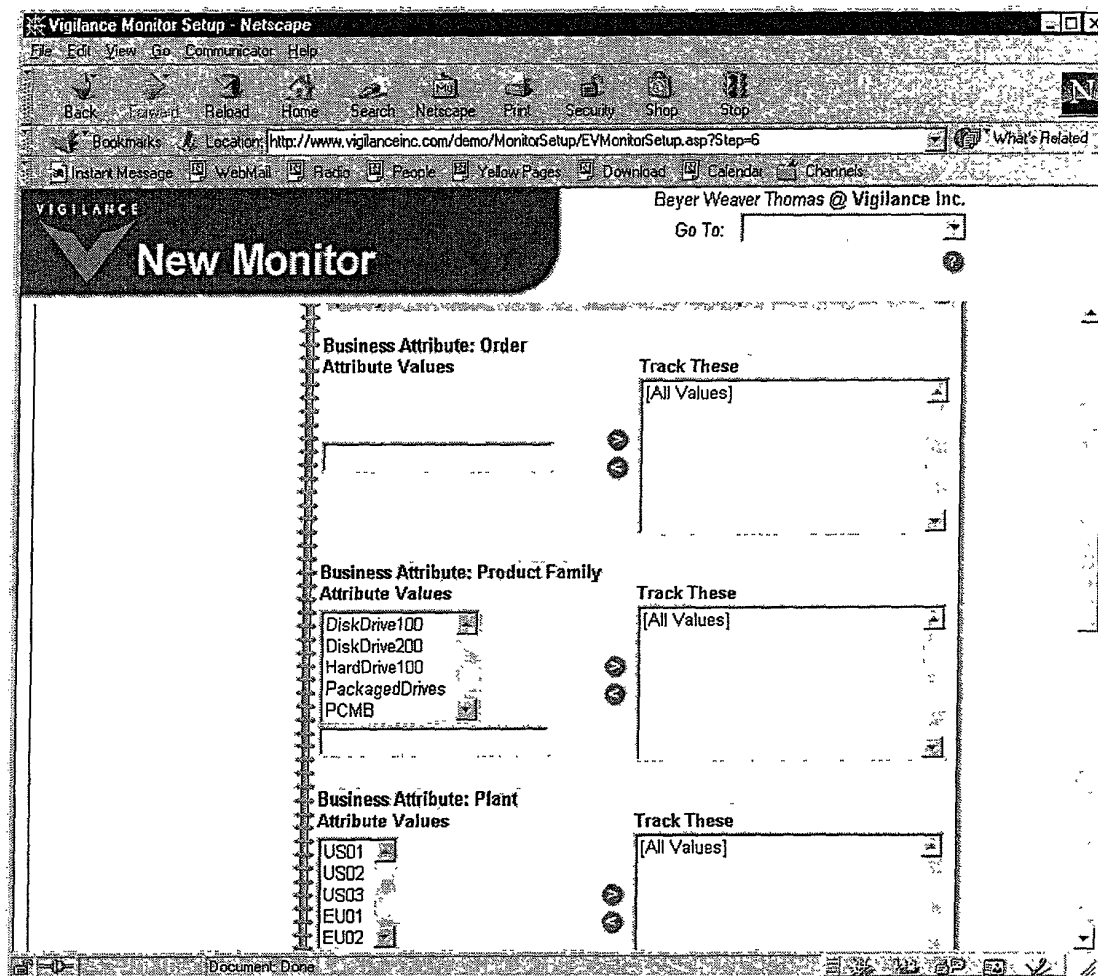 Vigilance Monitor Setup - Netscape
File Edit View Go Communicator Help
Back Forward Reload Home Search Netscape Print Security Shop Stop
Bookmarks Location: http://www.vigilanceinc.com/demo/MonitorSetup/EVMonitorSetup.asp?Step=6 What's Related
Instant Message WebMail Radio People Yellow Pages Download Calendar Channels
VIGILANCE
New Monitor
Beyer Weaver Thomas @ Vigilance Inc.
Go To:
?
Business Attribute: Order
Attribute Values
Track These
[All Values]
Business Attribute: Product Family
Attribute Values
Track These
DiskDrive100
DiskDrive200
HardDrive100
PackagedDrives
PCMB
[All Values]
Business Attribute: Plant
Attribute Values
Track These
US01
US02
US03
EU01
EU02
[All Values]
Document: Done